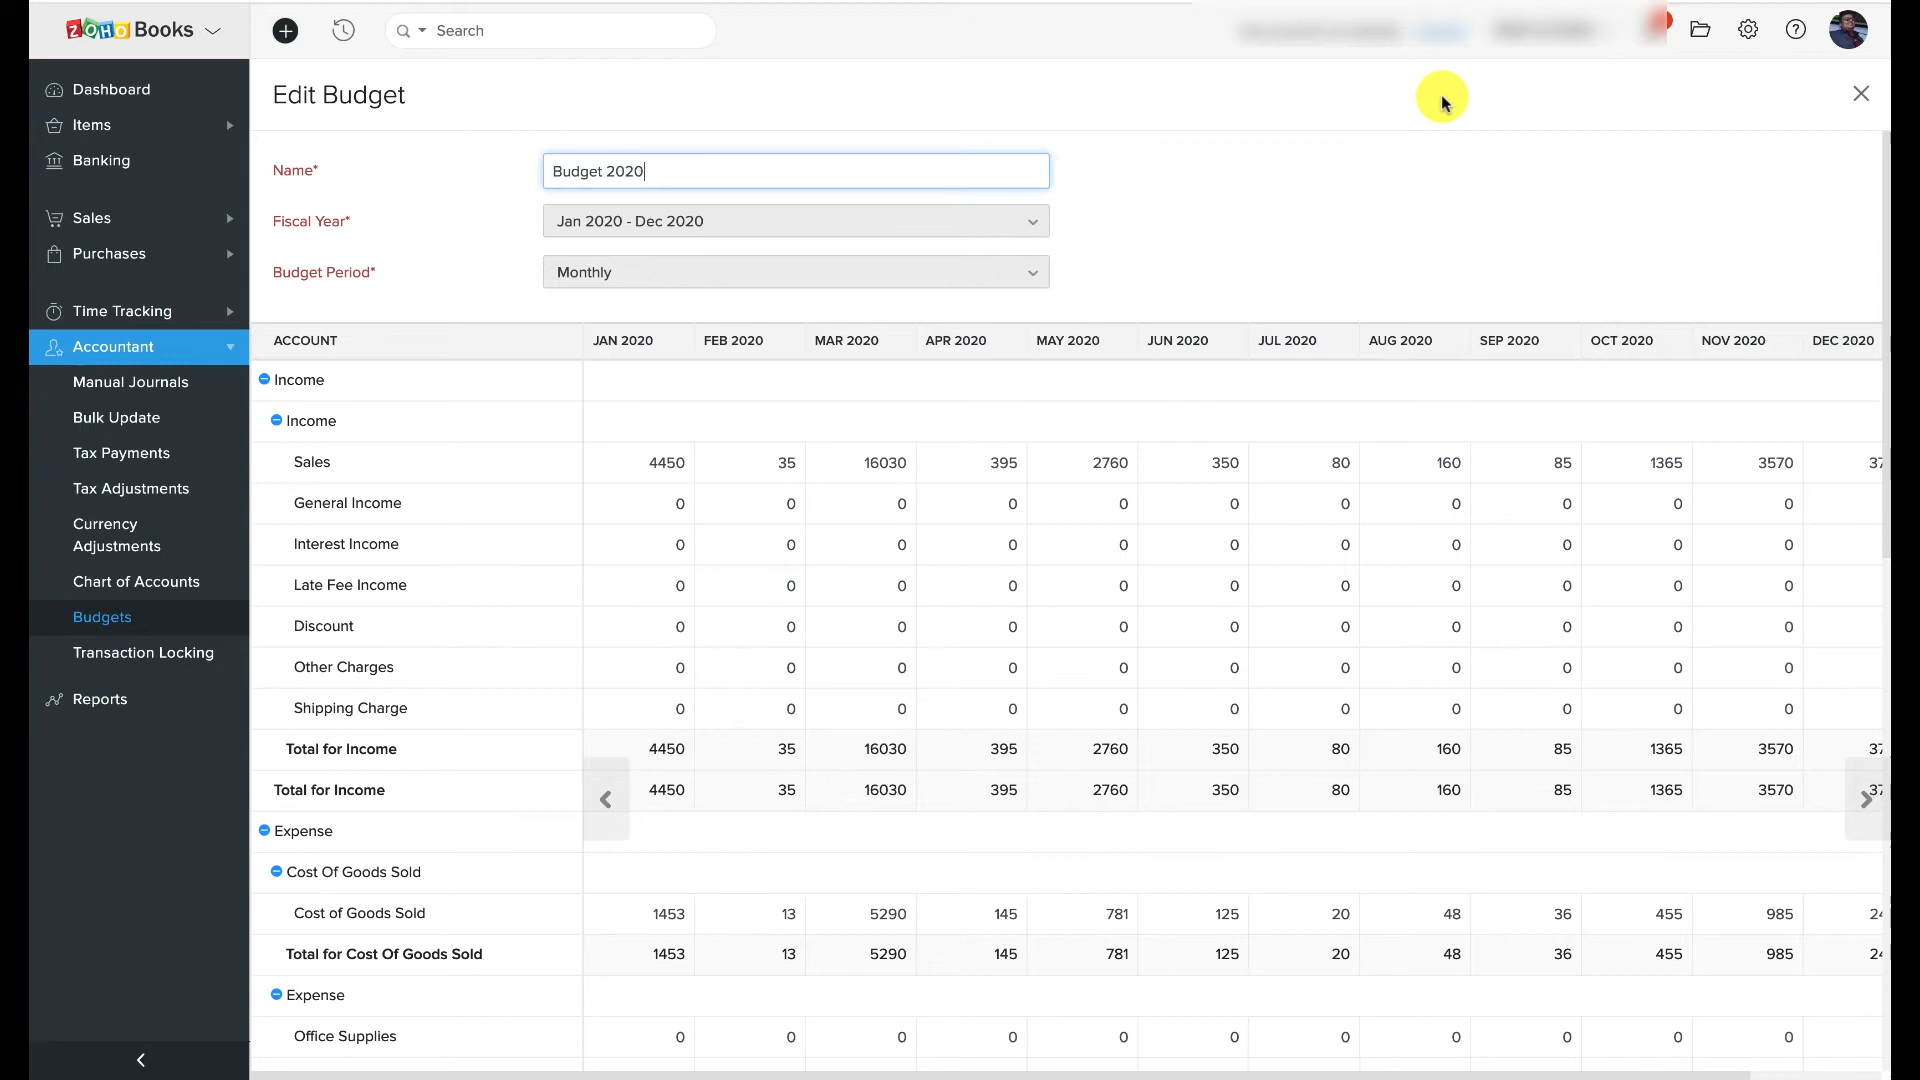 ZOHO Books
Search
Dashboard
Items
Banking
Sales
Purchases
Time Tracking
Accountant
Manual Journals
Bulk Update
Tax Payments
Tax Adjustments
Currency
Adjustments
Chart of Accounts
Budgets
Transaction Locking
Reports
Edit Budget
Name* Budget 2020
Fiscal Year* Jan 2020 - Dec 2020
Budget Period* Monthly
ACCOUNT JAN 2020 FEB 2020 MAR 2020 APR 2020 MAY 2020 JUN 2020 JUL 2020 AUG 2020 SEP 2020 OCT 2020 NOV 2020 DEC 2020
Income
Income
Sales 4450 35 16030 395 2760 350 80 160 85 1365 3570
General Income 0 0 0 0 0 0 0 0 0 0 0
Interest Income 0 0 0 0 0 0 0 0 0 0 0
Late Fee Income 0 0 0 0 0 0 0 0 0 0 0
Discount 0 0 0 0 0 0 0 0 0 0 0
Other Charges 0 0 0 0 0 0 0 0 0 0 0
Shipping Charge 0 0 0 0 0 0 0 0 0 0 0
Total for Income 4450 35 16030 395 2760 350 80 160 85 1365 3570
Total for Income 4450 35 16030 395 2760 350 80 160 85 1365 3570
Expense
Cost Of Goods Sold
Cost of Goods Sold 1453 13 5290 145 781 125 20 48 36 455 985
Total for Cost Of Goods Sold 1453 13 5290 145 781 125 20 48 36 455 985
Expense
Office Supplies 0 0 0 0 0 0 0 0 0 0 0